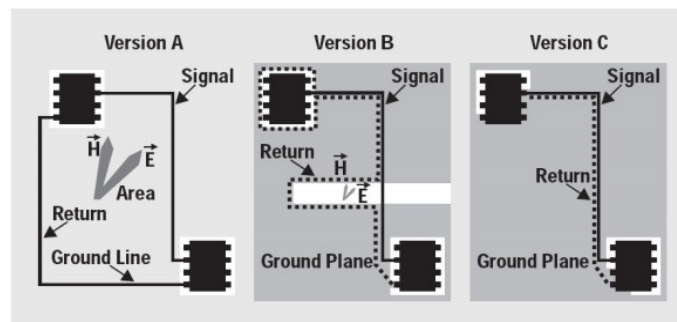 Version A
Version B
Version C
Signal
H
E
Area
Return
Ground Line
Signal
Return
H
E
Ground Plane
Signal
Return
Ground Plane